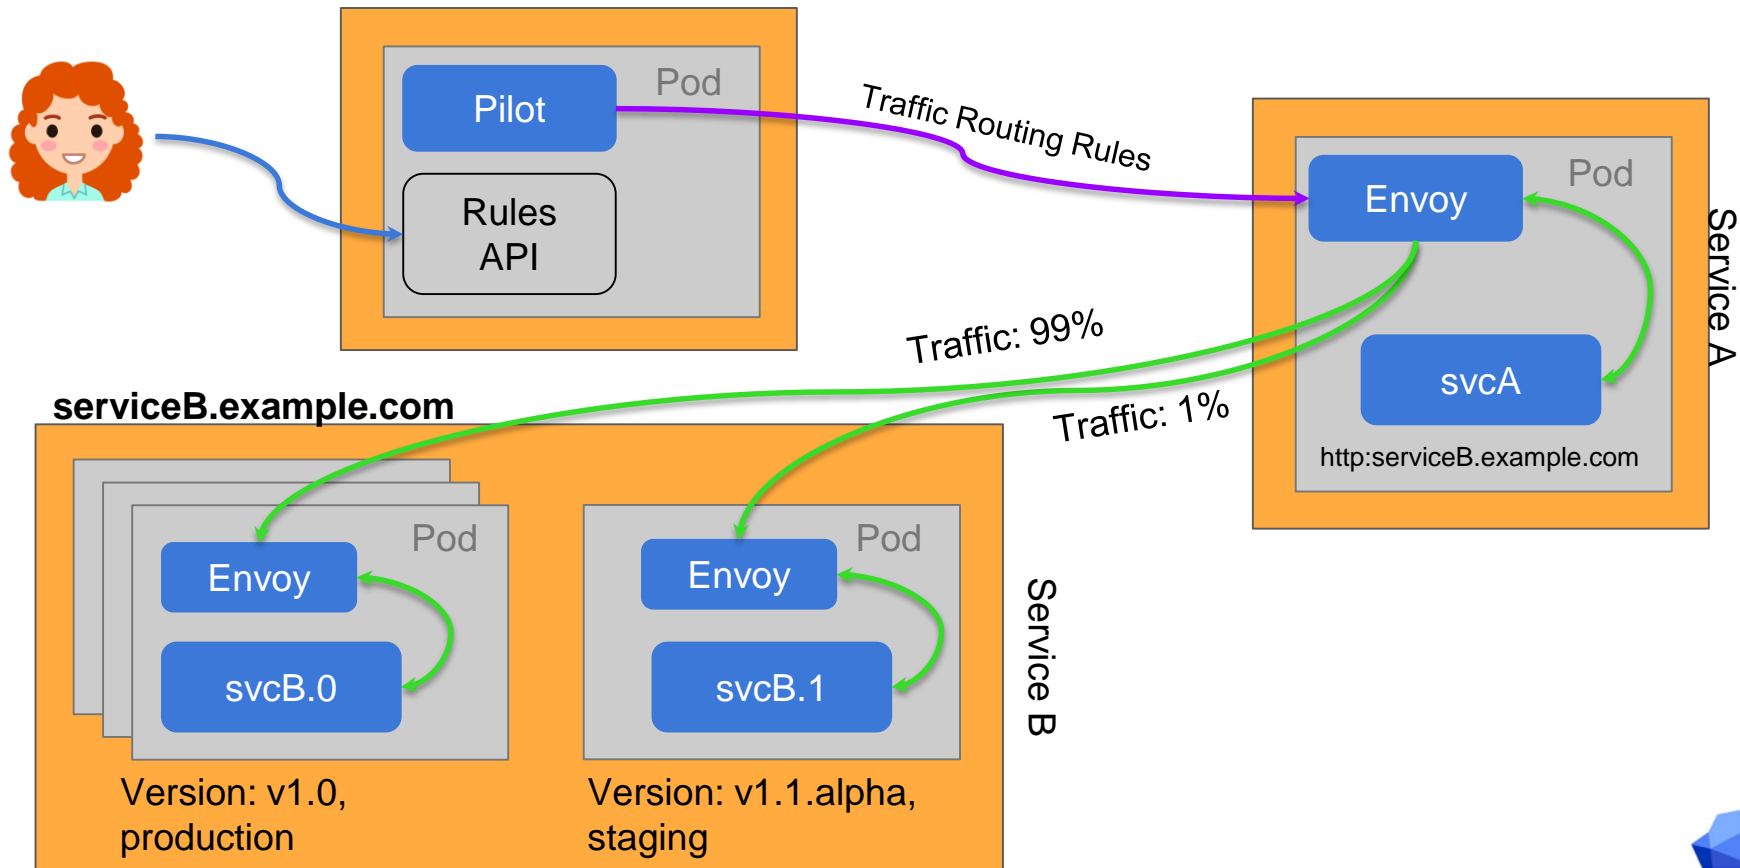 Pod
Pilot
Rules
API
Traffic Routing Rules
Pod
Envoy
svcA
http:serviceB.example.com
Service A
Traffic: 99%
Traffic: 1%
serviceB.example.com
Pod
Envoy
svcB.0
Version: v1.0,
production
Pod
Envoy
svcB.1
Version: v1.1.alpha,
staging
Service B